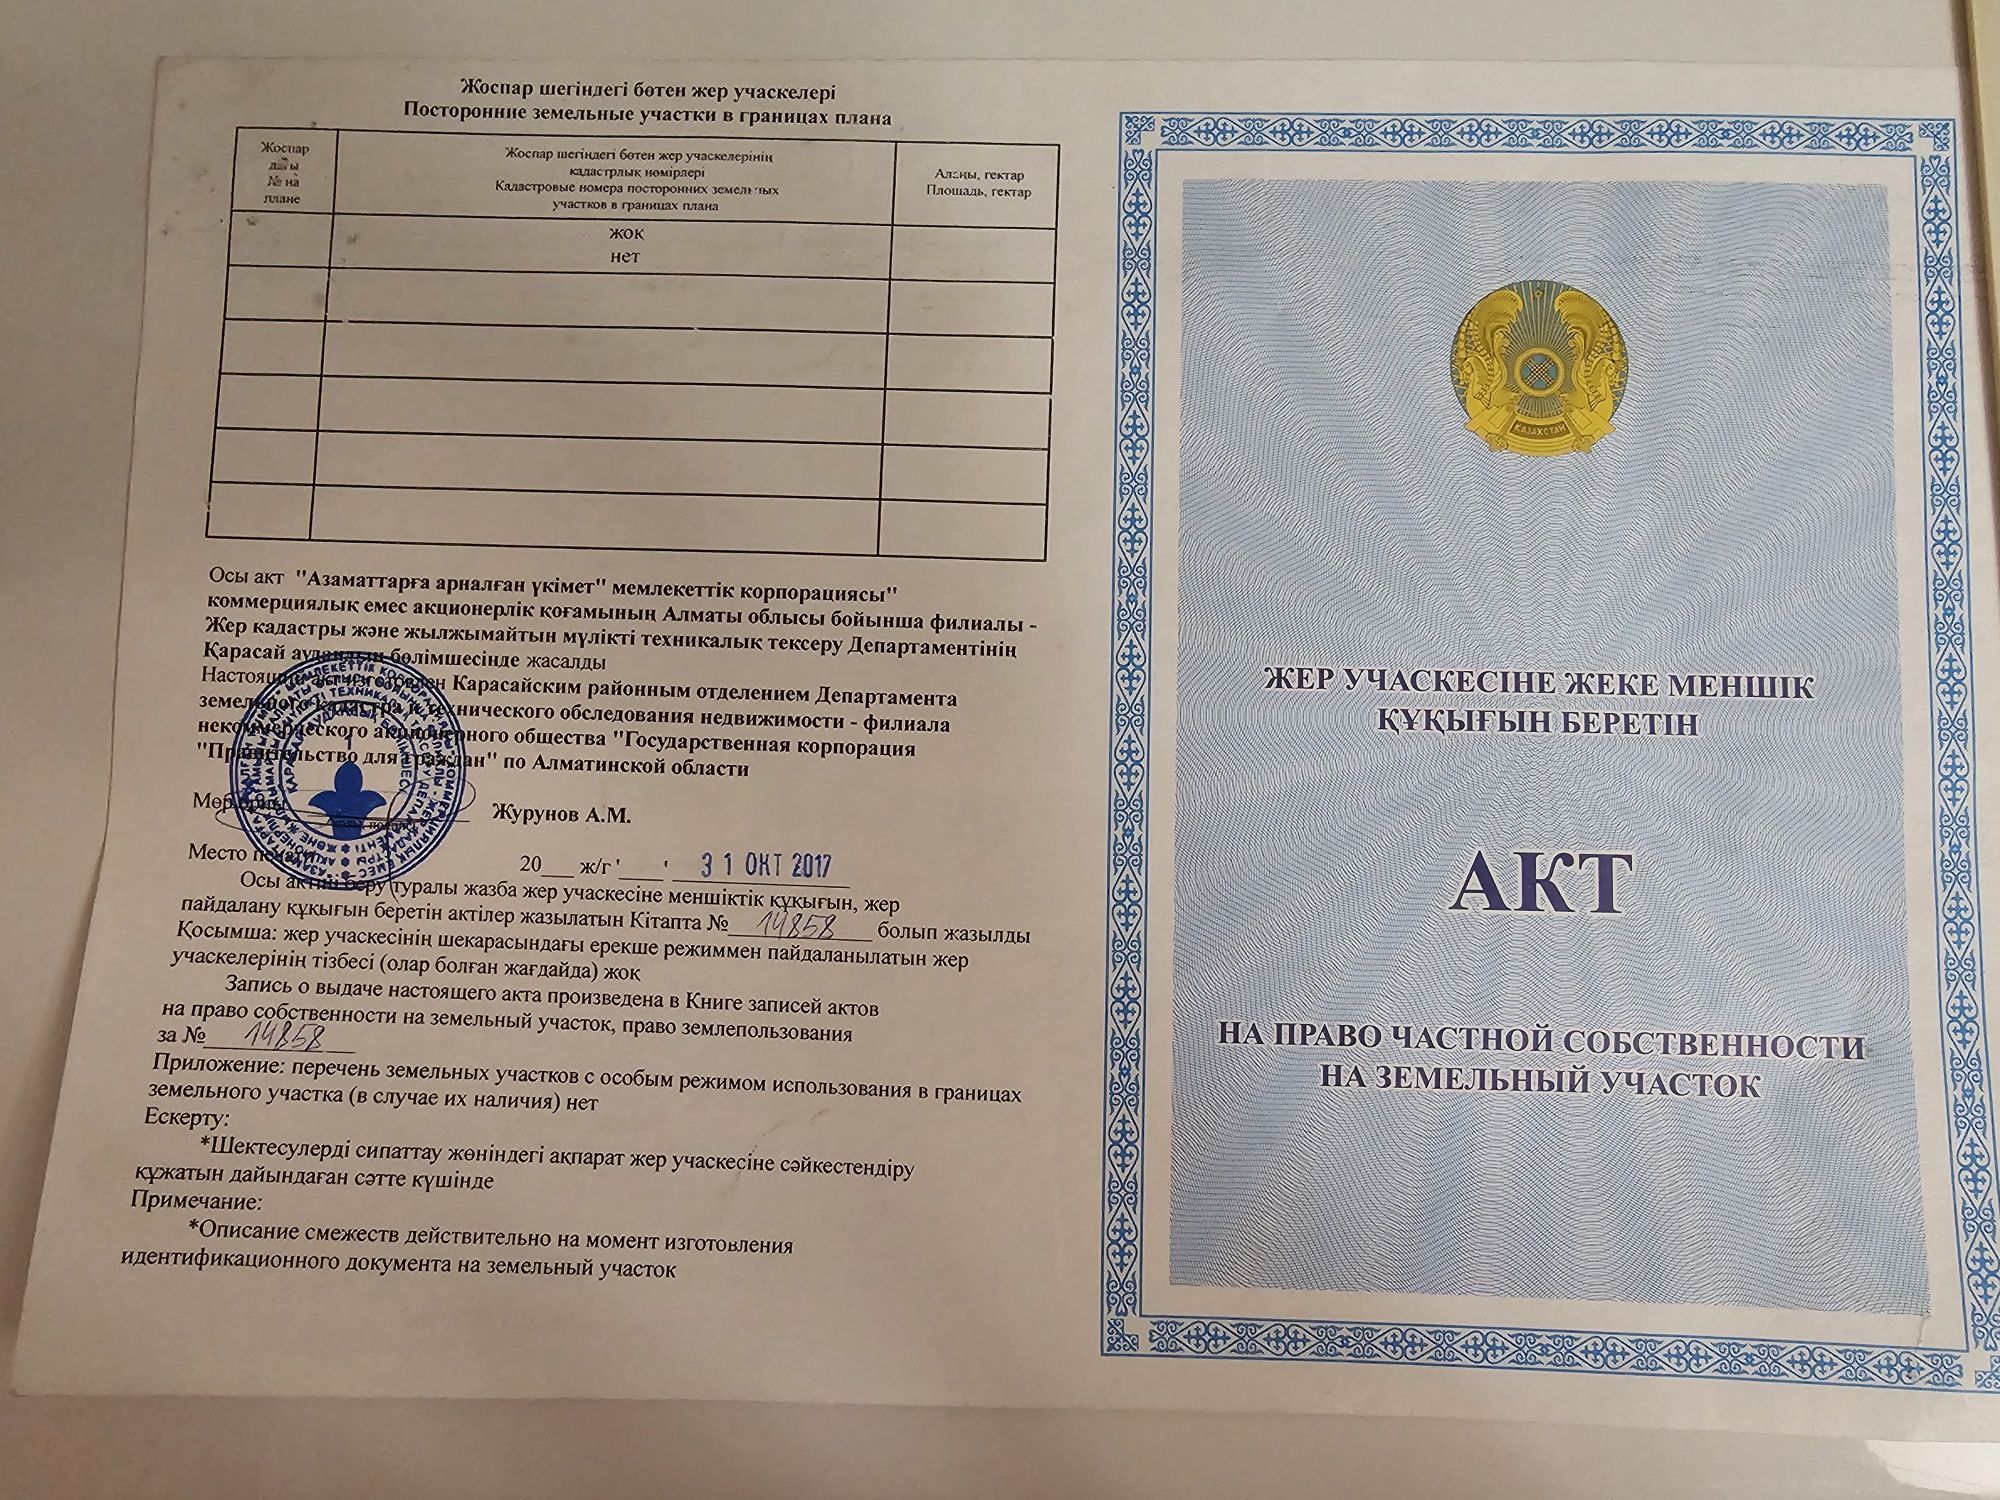 Жоспар шегіндегі бөтен жер учаскелері
Посторонние земельные участки в границах плана
Жоспар
дағы
№ на
плане
Жоспар шегіндегі бөтен жер учаскелерінің
кадастрлық нөмірлері
Кадастровые номера посторонних земельных
участков в границах плана
Алаңы, гектар
Площадь, гектар
жоқ
нет
Осы акт "Азаматтарға арналған үкімет" мемлекеттік корпорациясы"
коммерциялық емес акционерлік қоғамының Алматы облысы бойынша филиалы -
Жер кадастры және жылжымайтын мүлікті техникалық тексеру Департаментінің
Қарасай аудандық бөлімшесінде жасалды
Настоящий акт изготовлен Карасайским районным отделением Департамента
земельного кадастра и технического обследования недвижимости - филиала
некоммерческого акционерного общества "Государственная корпорация
"Правительство для граждан" по Алматинской области
Мөр орны
Журунов А.М.
Место печати
20___ ж/г '____' 31 ОКТ 2017
Осы актіні беру туралы жазба жер учаскесіне меншіктік құқығын, жер
пайдалану құқығын беретін актілер жазылатын Кітапта № 14858 болып жазылды
Қосымша: жер учаскесінің шекарасындағы ерекше режиммен пайдаланылатын жер
учаскелерінің тізбесі (олар болған жағдайда) жоқ
Запись о выдаче настоящего акта произведена в Книге записей актов
на право собственности на земельный участок, право землепользования
за № 14858
Приложение: перечень земельных участков с особым режимом использования в границах
земельного участка (в случае их наличия) нет
Ескерту:
*Шектесулерді сипаттау жөніндегі ақпарат жер учаскесіне сәйкестендіру
құжатын дайындаған сәтте күшінде
Примечание:
*Описание смежеств действительно на момент изготовления
идентификационного документа на земельный участок
ҚАЗАҚСТАН
ЖЕР УЧАСКЕСІНЕ ЖЕКЕ МЕНШІК
ҚҰҚЫҒЫН БЕРЕТІН
АКТ
НА ПРАВО ЧАСТНОЙ СОБСТВЕННОСТИ
НА ЗЕМЕЛЬНЫЙ УЧАСТОК